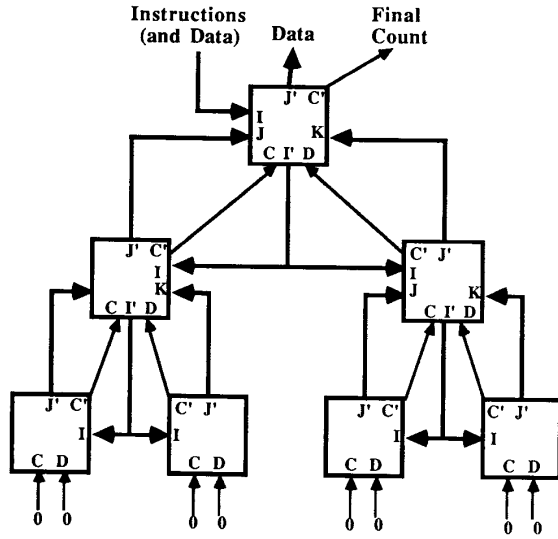 Instructions
(and Data)
Data
Final
Count
J' C'
I
J K
C I' D
J' C'
I
K
C I' D
C' J'
I
J K
C I' D
J' C'
I
C D
0 0
C' J'
I
C D
0 0
J' C'
I
C D
0 0
C' J'
I
C D
0 0